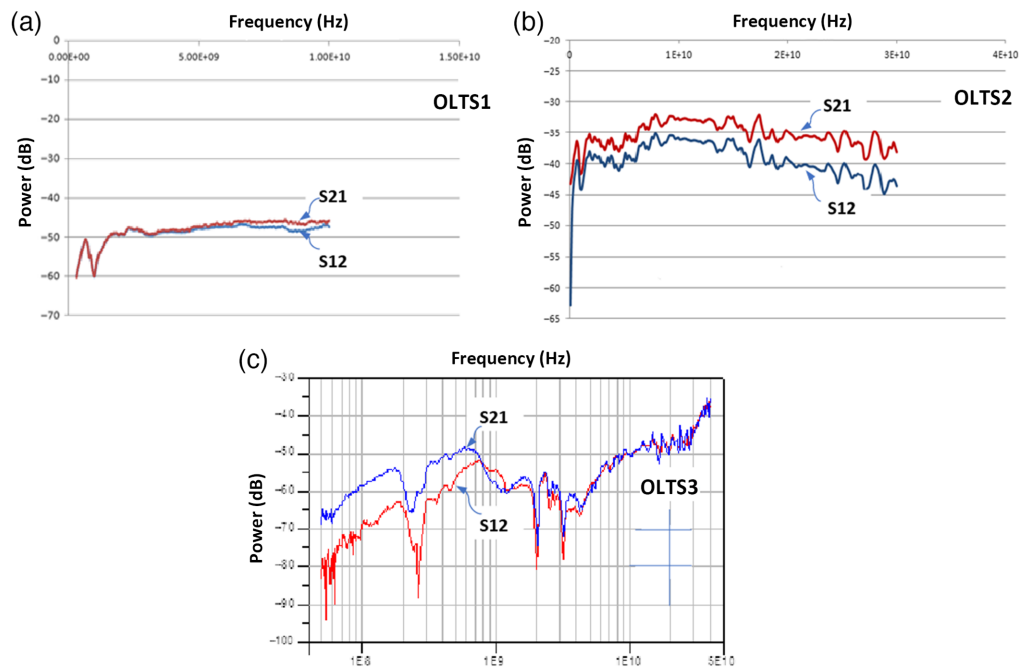 (a)
Frequency (Hz)
0.00E+00 5.00E+09 1.00E+10 1.50E+10
0
−10
−20
−30
−40
−50
−60
−70
Power (dB)
OLTS1
S21
S12
(b)
Frequency (Hz)
0 1E+10 2E+10 3E+10 4E+10
−20
−25
−30
−35
−40
−45
−50
−55
−60
−65
Power (dB)
OLTS2
S21
S12
(c)
Frequency (Hz)
−30
−40
−50
−60
−70
−80
−90
−100
Power (dB)
S21
S12
OLTS3
1E8 1E9 1E10 5E10